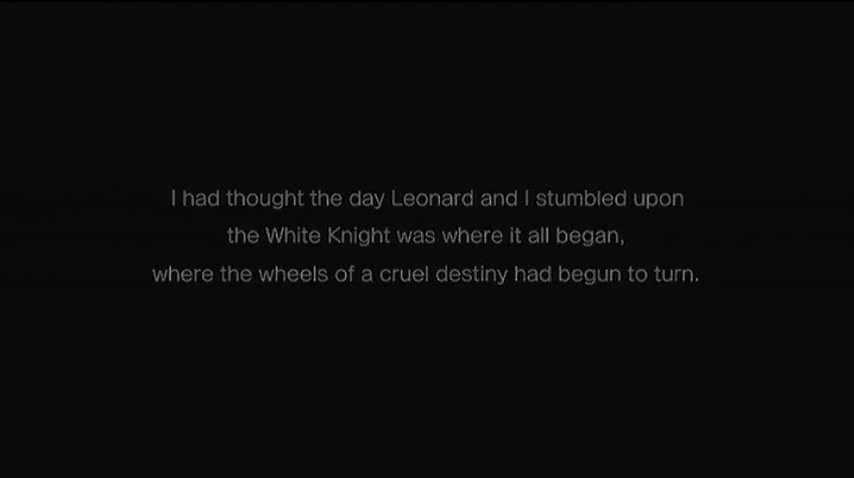 I had thought the day Leonard and I stumbled upon
the White Knight was where it all began,
where the wheels of a cruel destiny had begun to turn.